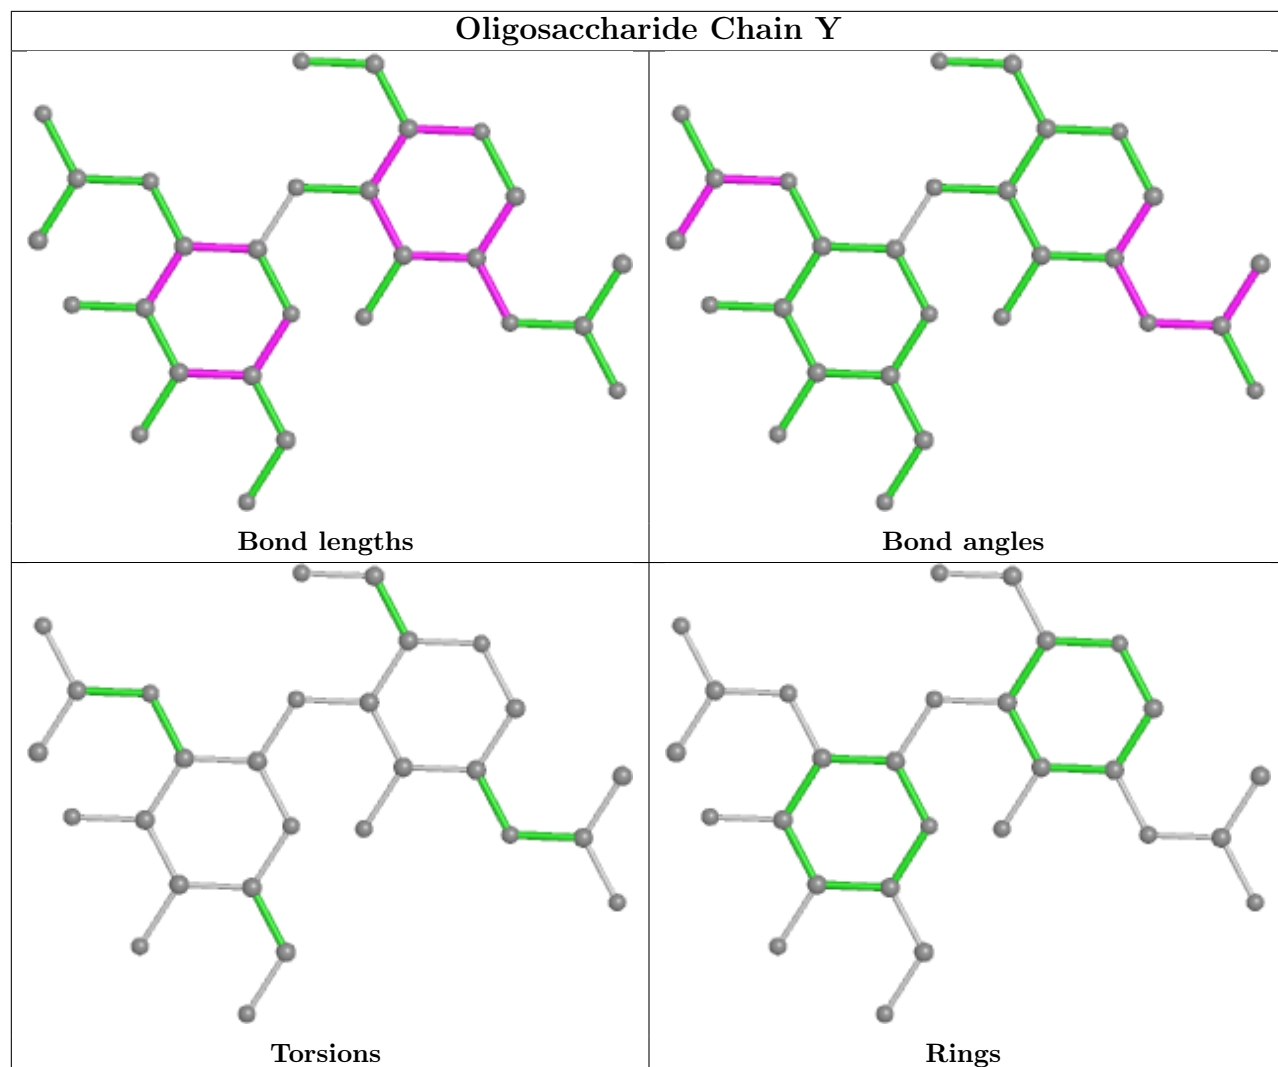 Oligosaccharide Chain Y
Bond lengths
Bond angles
Torsions
Rings